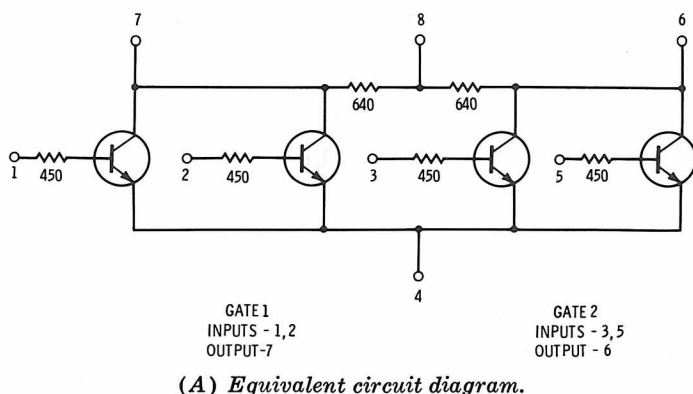 7 8 6
640 640
1 450 2 450 3 450 5 450
4
GATE 1
INPUTS - 1,2
OUTPUT-7
GATE 2
INPUTS - 3,5
OUTPUT - 6
(A) Equivalent circuit diagram.